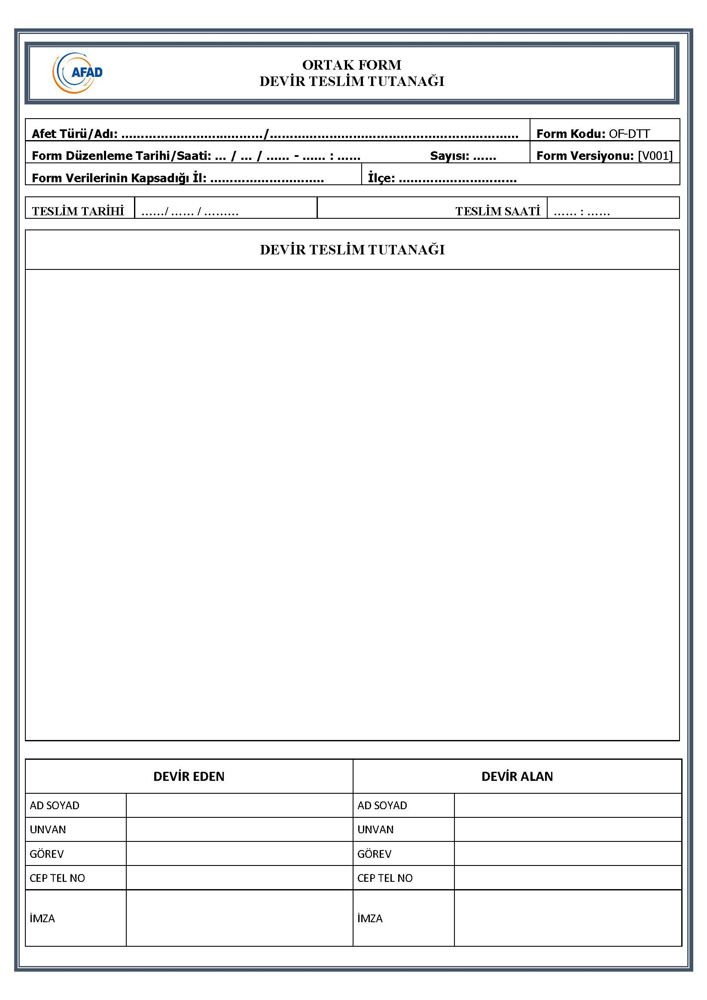 AFAD
ORTAK FORM
DEVİR TESLİM TUTANAĞI
Afet Türü/Adı: ...................................../................................................................. Form Kodu: OF-DTT
Form Düzenleme Tarihi/Saati: ... / ... / ...... - ...... : ...... Sayısı: ...... Form Versiyonu: [V001]
Form Verilerinin Kapsadığı İl: ............................. İlçe: ..............................
TESLİM TARİHİ ....../ ...... / ......... TESLİM SAATİ ...... : ......
DEVİR TESLİM TUTANAĞI
DEVİR EDEN DEVİR ALAN
AD SOYAD AD SOYAD
UNVAN UNVAN
GÖREV GÖREV
CEP TEL NO CEP TEL NO
İMZA İMZA